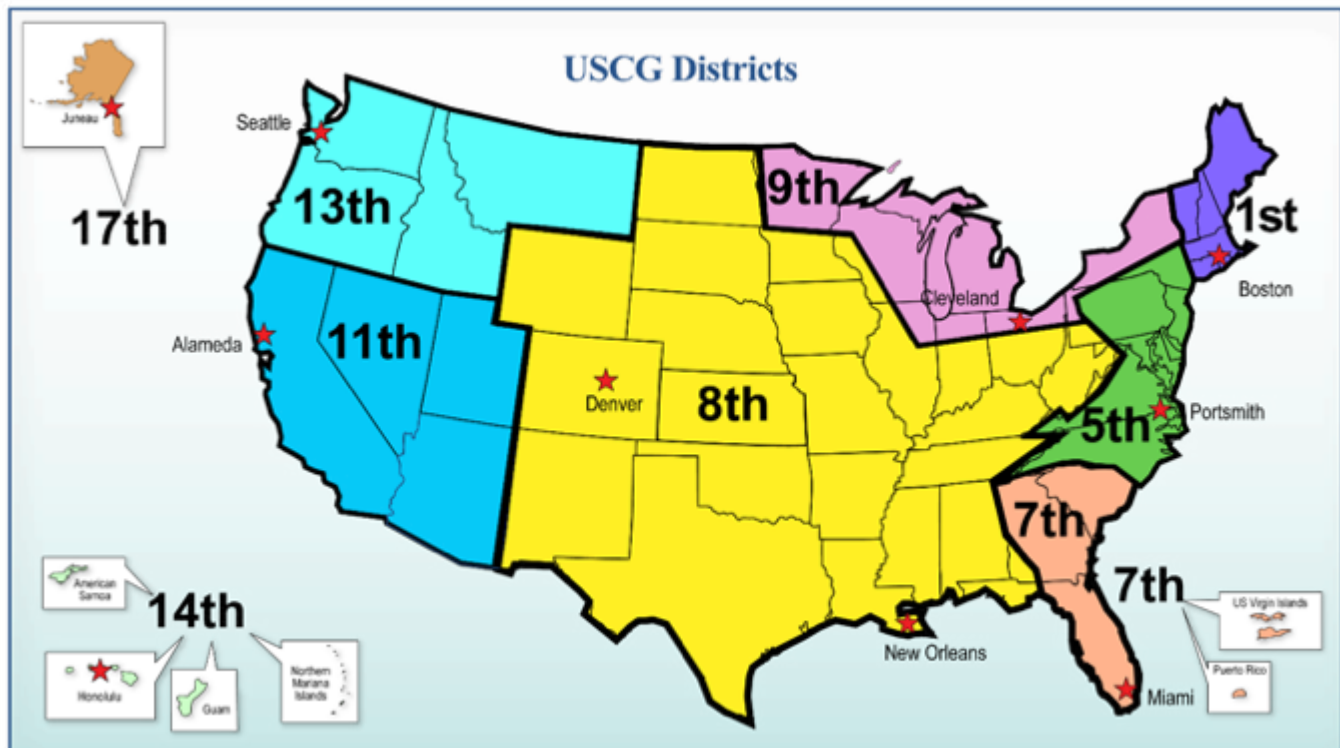 USCG Districts
Juneau
17th
Seattle
13th
9th
1st
Boston
Cleveland
Alameda
11th
Denver
8th
5th
Portsmith
7th
7th
US Virgin Islands
Puerto Rico
Miami
New Orleans
American
Samoa
14th
Honolulu
Guam
Northern
Mariana
Islands